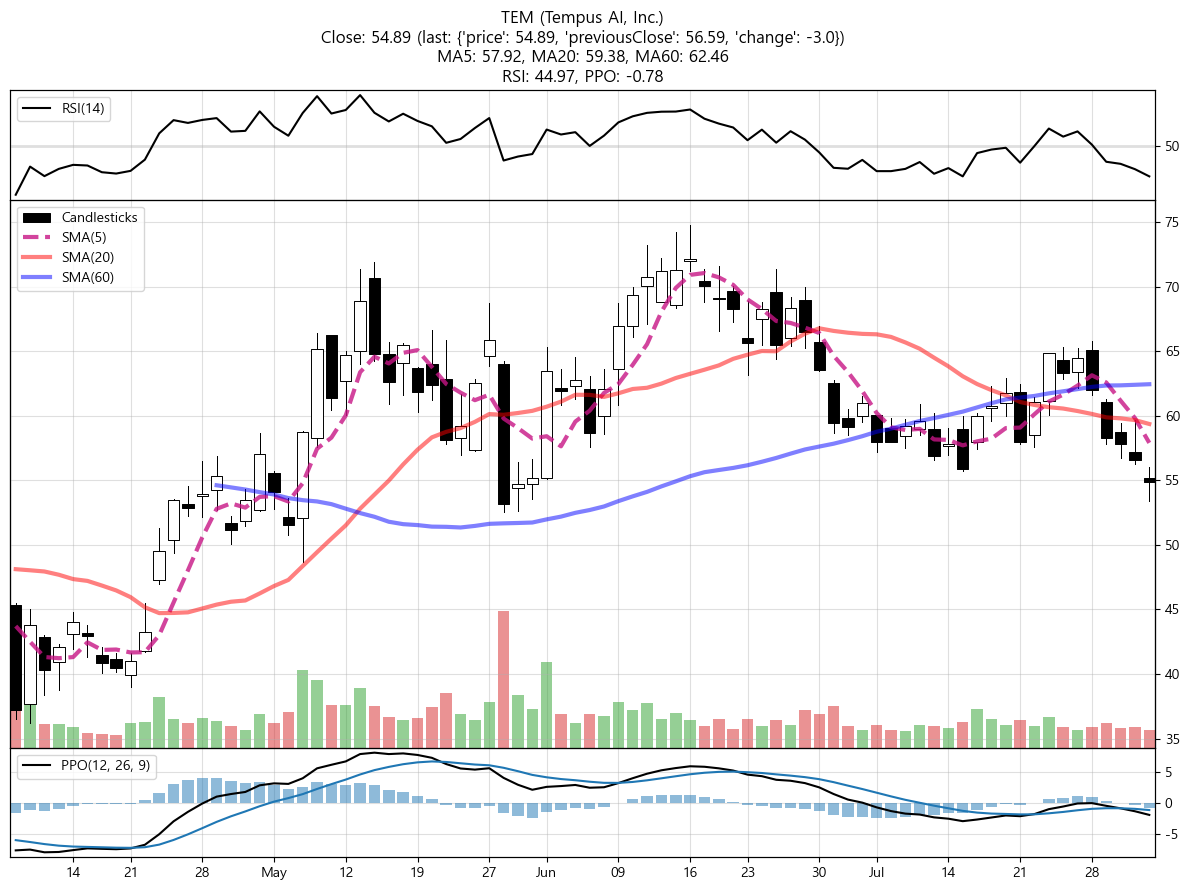 TEM (Tempus AI, Inc.)
Close: 54.89 (last: {'price': 54.89, 'previousClose': 56.59, 'change': -3.0})
MA5: 57.92, MA20: 59.38, MA60: 62.46
RSI: 44.97, PPO: -0.78
RSI(14)
50
Candlesticks
SMA(5)
SMA(20)
SMA(60)
75
70
65
60
55
50
45
40
35
PPO(12, 26, 9)
5
0
-5
14 21 28 May 12 19 27 Jun 09 16 23 30 Jul 14 21 28